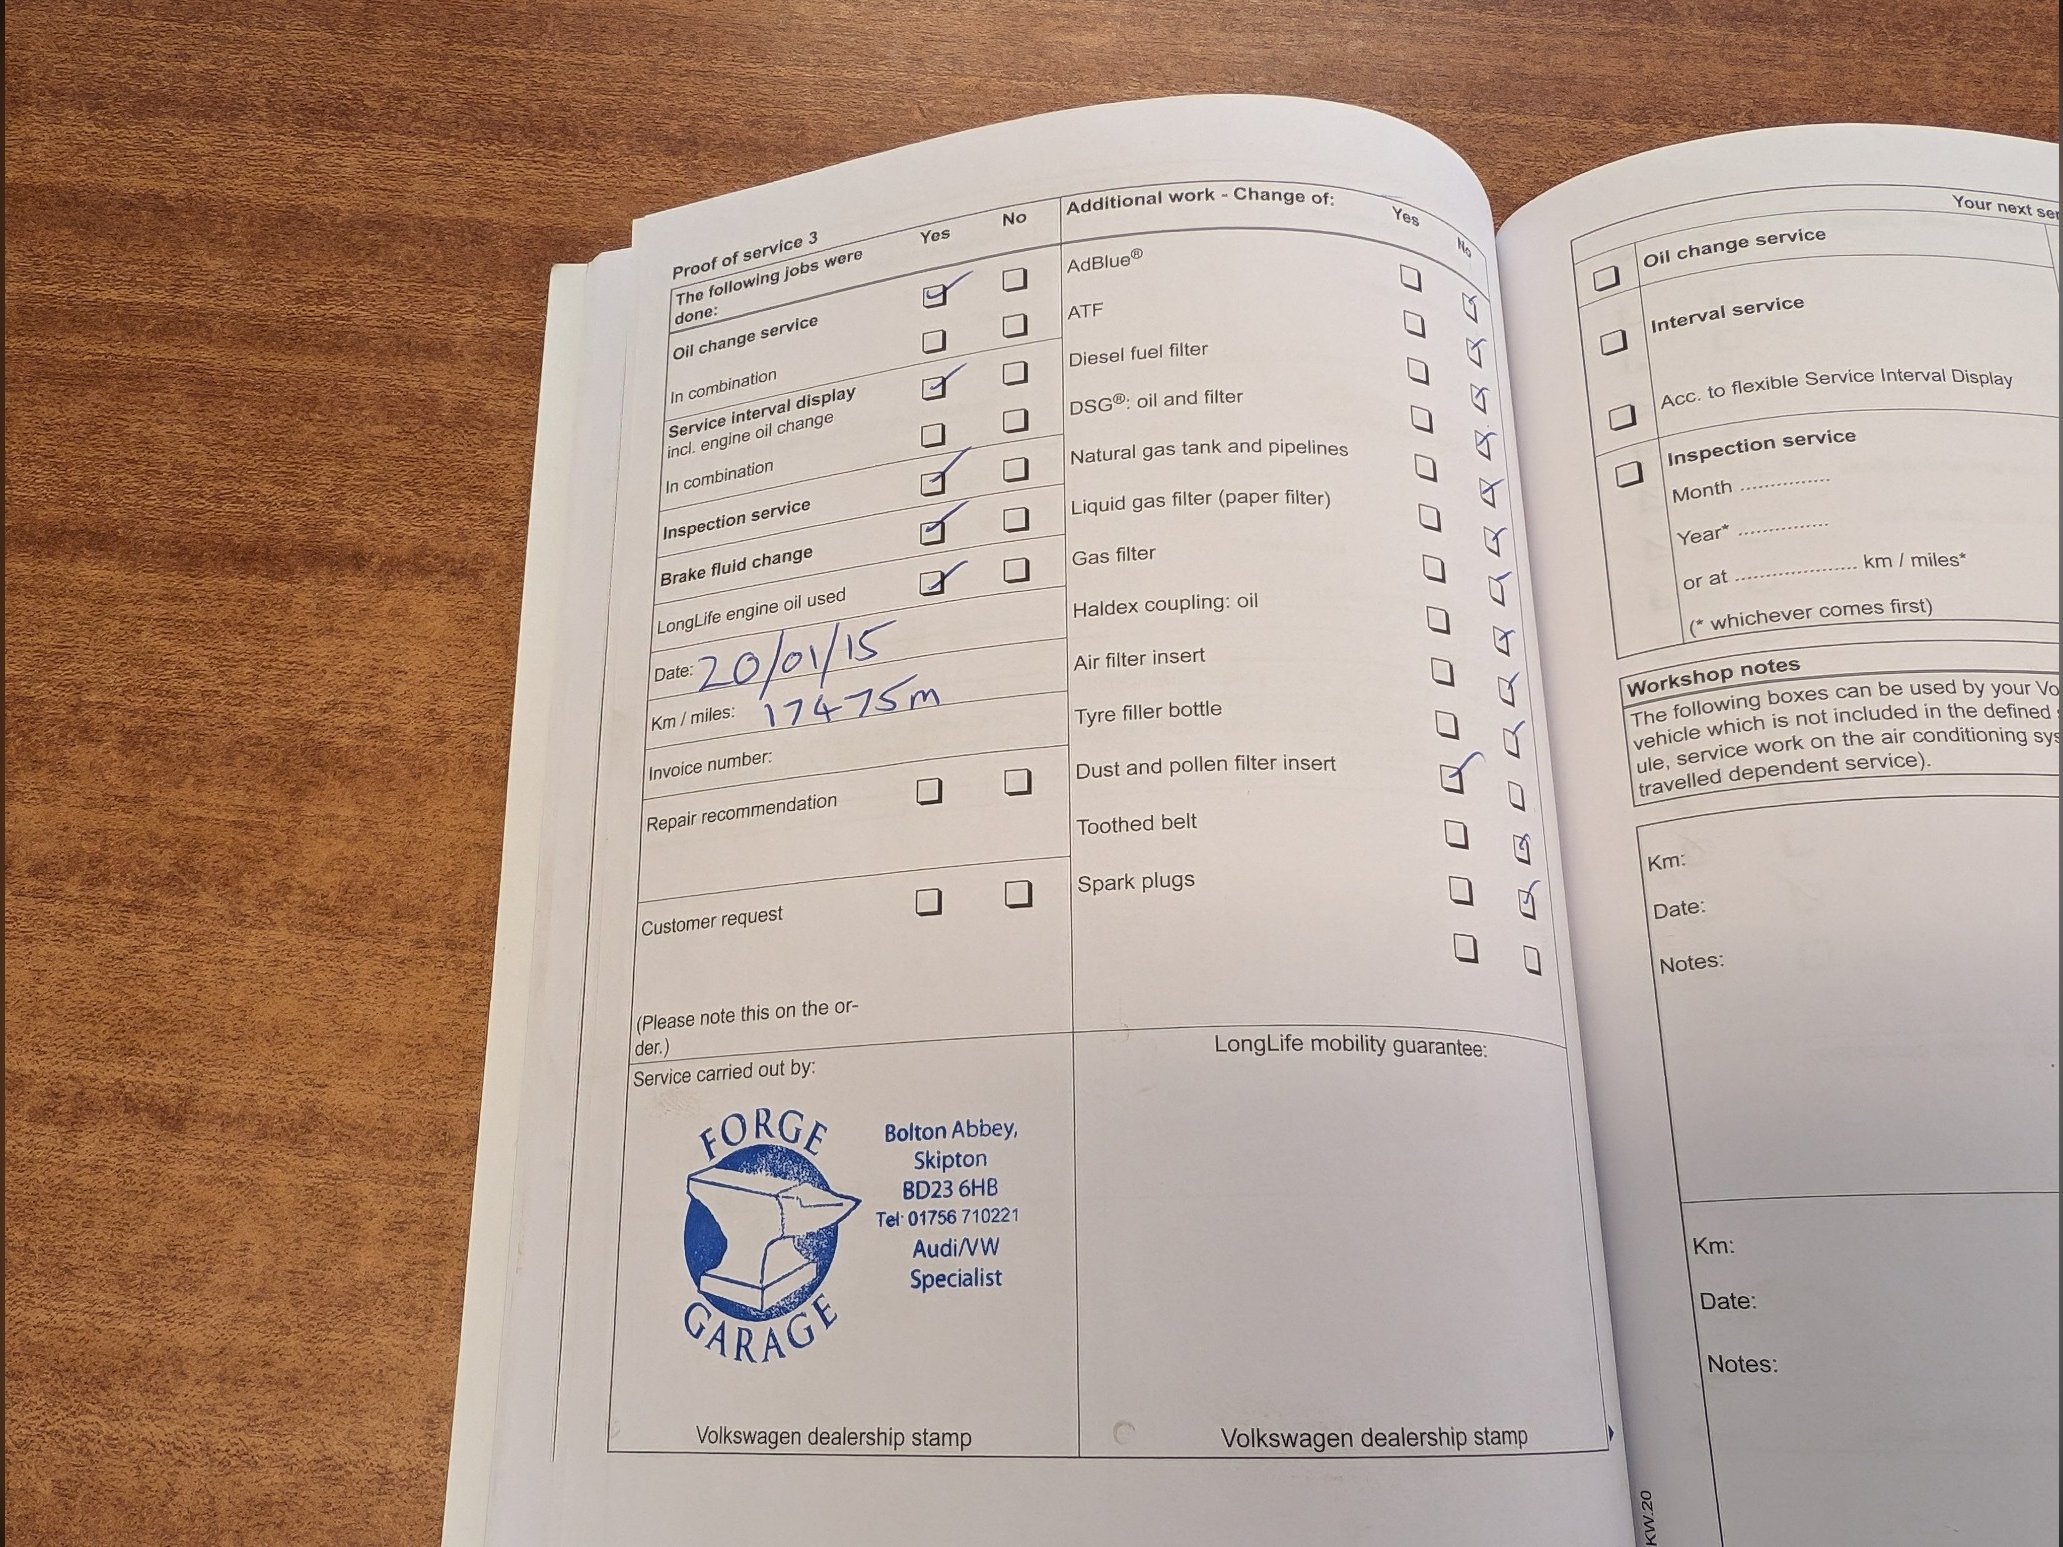 Proof of service 3
The following jobs were
done:
Yes
No
Oil change service
In combination
Service interval display
incl. engine oil change
In combination
Inspection service
Brake fluid change
LongLife engine oil used
Date: 20/01/15
Km / miles: 17475m
Invoice number:
Repair recommendation
Customer request
(Please note this on the or-
der.)
Service carried out by:
FORGE
GARAGE
Bolton Abbey,
Skipton
BD23 6HB
Tel: 01756 710221
Audi/VW
Specialist
Volkswagen dealership stamp
Additional work - Change of:
Yes
No
AdBlue®
ATF
Diesel fuel filter
DSG®: oil and filter
Natural gas tank and pipelines
Liquid gas filter (paper filter)
Gas filter
Haldex coupling: oil
Air filter insert
Tyre filler bottle
Dust and pollen filter insert
Toothed belt
Spark plugs
LongLife mobility guarantee:
Volkswagen dealership stamp
Your next
Oil change service
Interval service
Acc. to flexible Service Interval Display
Inspection service
Month ..............
Year* ..............
or at ................... km / miles*
(* whichever comes first)
Workshop notes
The following boxes can be used by your
vehicle which is not included in the defined
ule, service work on the air conditioning
travelled dependent service).
Km:
Date:
Notes:
Km:
Date:
Notes:
KW.20